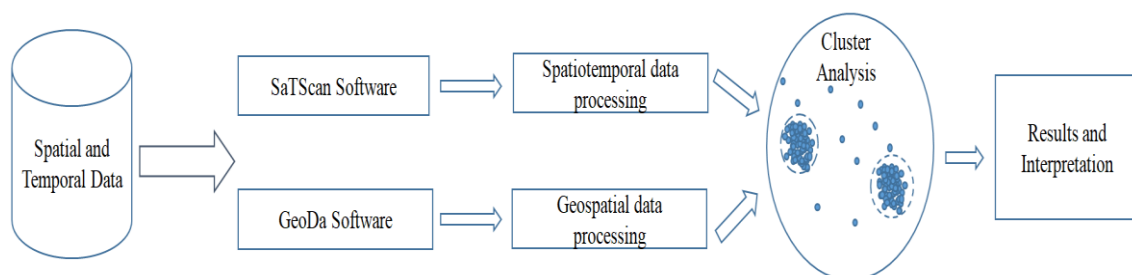 Spatial and
Temporal Data
SaTScan Software
Spatiotemporal data
processing
GeoDa Software
Geospatial data
processing
Cluster
Analysis
Results and
Interpretation